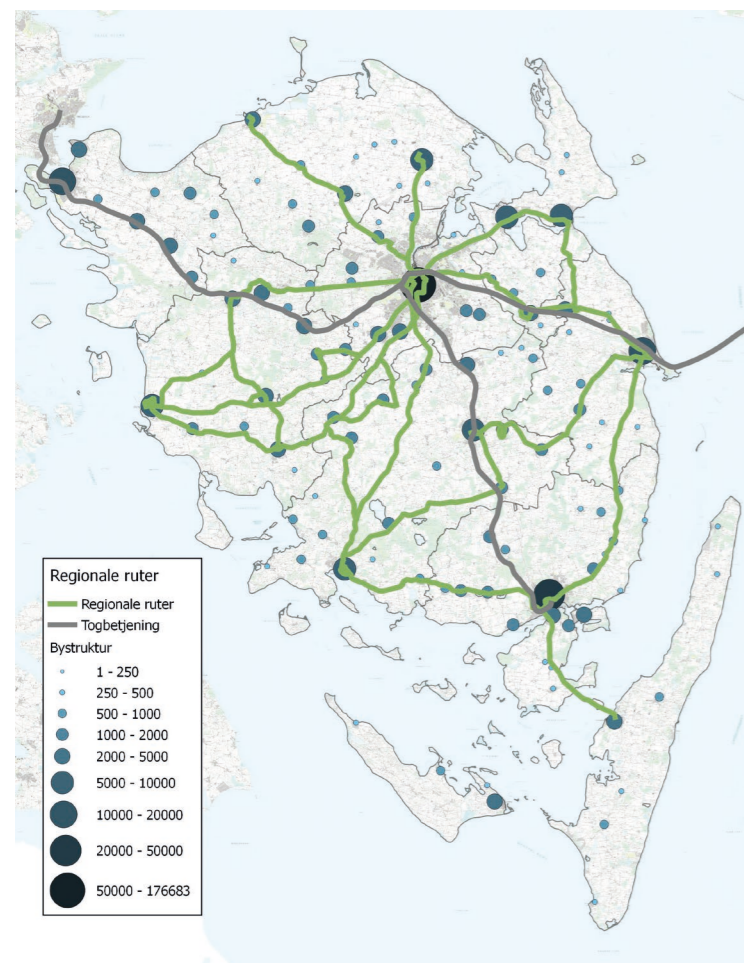 Regionale ruter
Regionale ruter
Togbetjening
Bystruktur
1 - 250
250 - 500
500 - 1000
1000 - 2000
2000 - 5000
5000 - 10000
10000 - 20000
20000 - 50000
50000 - 176683